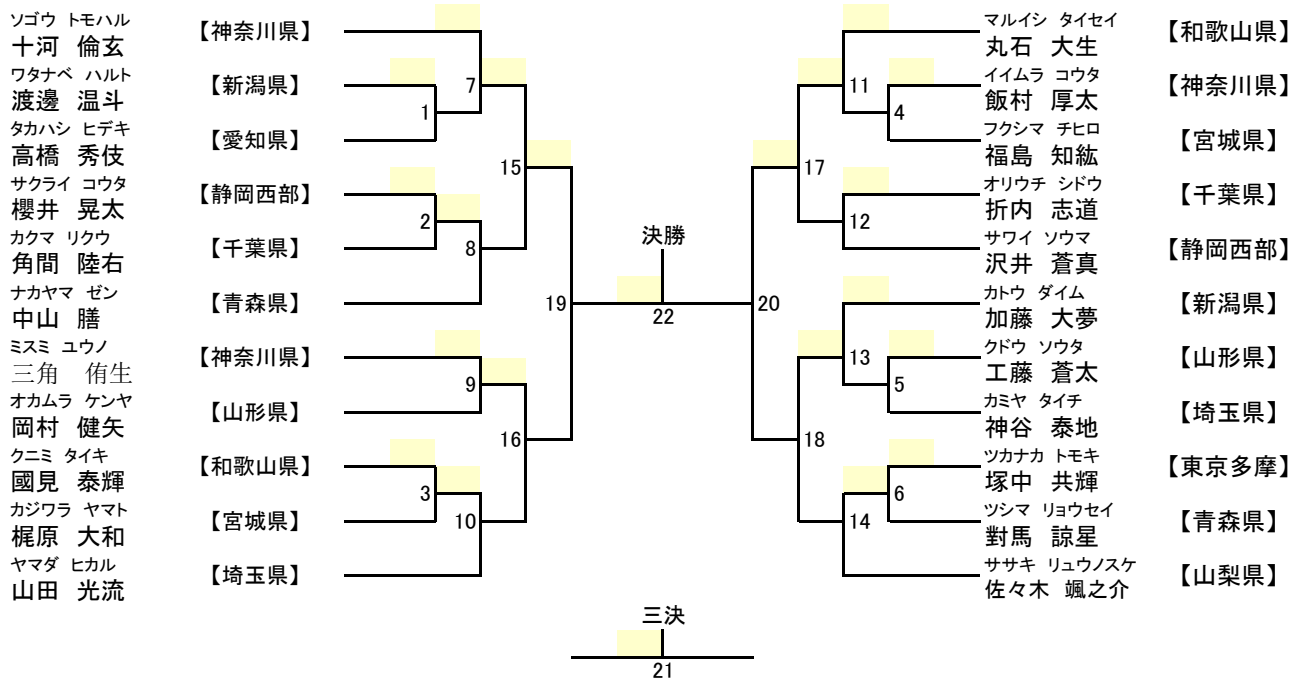 ソゴウ トモハル
十河 倫玄
【神奈川県】
ワタナベ ハルト
渡邊 温斗
【新潟県】
タカハシ ヒデキ
高橋 秀伎
【愛知県】
サクライ コウタ
櫻井 晃太
【静岡西部】
カクマ リクウ
角間 陸右
【千葉県】
ナカヤマ ゼン
中山 膳
【青森県】
ミスミ ユウノ
三角 侑生
【神奈川県】
オカムラ ケンヤ
岡村 健矢
【山形県】
クニミ タイキ
國見 泰輝
【和歌山県】
カジワラ ヤマト
梶原 大和
【宮城県】
ヤマダ ヒカル
山田 光流
【埼玉県】
7
1
15
2
8
19
9
16
3
10
決勝
22
三決
21
11
4
17
12
20
13
5
18
6
14
マルイシ タイセイ
丸石 大生
【和歌山県】
イイムラ コウタ
飯村 厚太
【神奈川県】
フクシマ チヒロ
福島 知紘
【宮城県】
オリウチ シドウ
折内 志道
【千葉県】
サワイ ソウマ
沢井 蒼真
【静岡西部】
カトウ ダイム
加藤 大夢
【新潟県】
クドウ ソウタ
工藤 蒼太
【山形県】
カミヤ タイチ
神谷 泰地
【埼玉県】
ツカナカ トモキ
塚中 共輝
【東京多摩】
ツシマ リョウセイ
對馬 諒星
【青森県】
ササキ リュウノスケ
佐々木 颯之介
【山梨県】